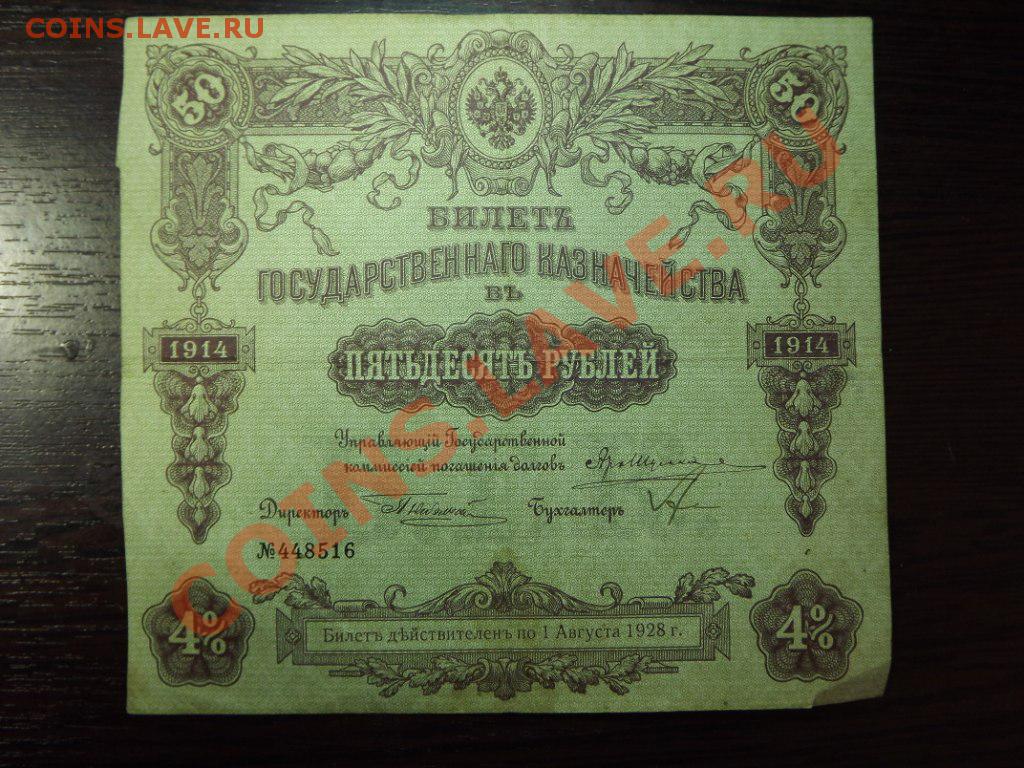 COINS.LAVE.RU
COINS.LAVE.RU
50 50
БИЛЕТЪ
ГОСУДАРСТВЕННАГО КАЗНАЧЕЙСТВА
ВЪ
ПЯТЬДЕСЯТЪ РУБЛЕЙ
1914 1914
Управляющій Государственной
коммиссіей погашенія долговъ
Директоръ Бухгалтеръ
№448516
4% 4%
Билетъ дѣйствителенъ по 1 Августа 1928 г.
COINS.LAVE.RU